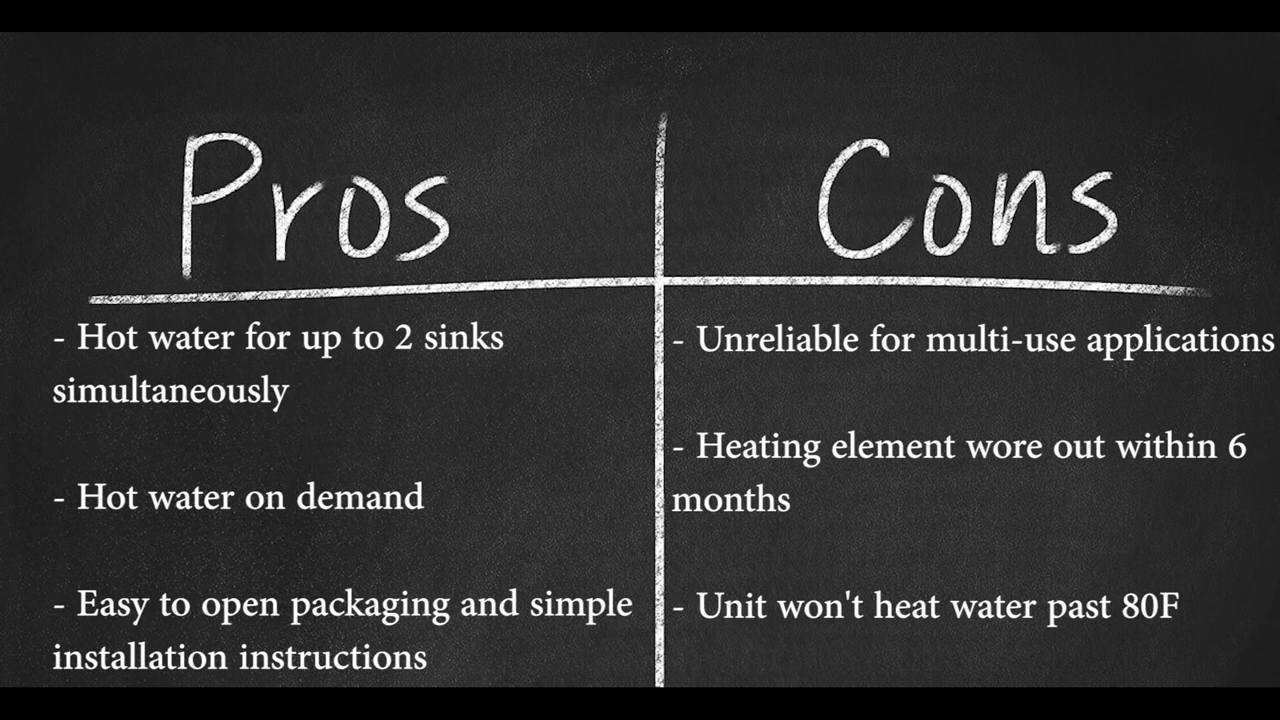 Pros
Cons
- Hot water for up to 2 sinks
simultaneously
- Hot water on demand
- Easy to open packaging and simple
installation instructions
- Unreliable for multi-use applications
- Heating element wore out within 6
months
- Unit won't heat water past 80F